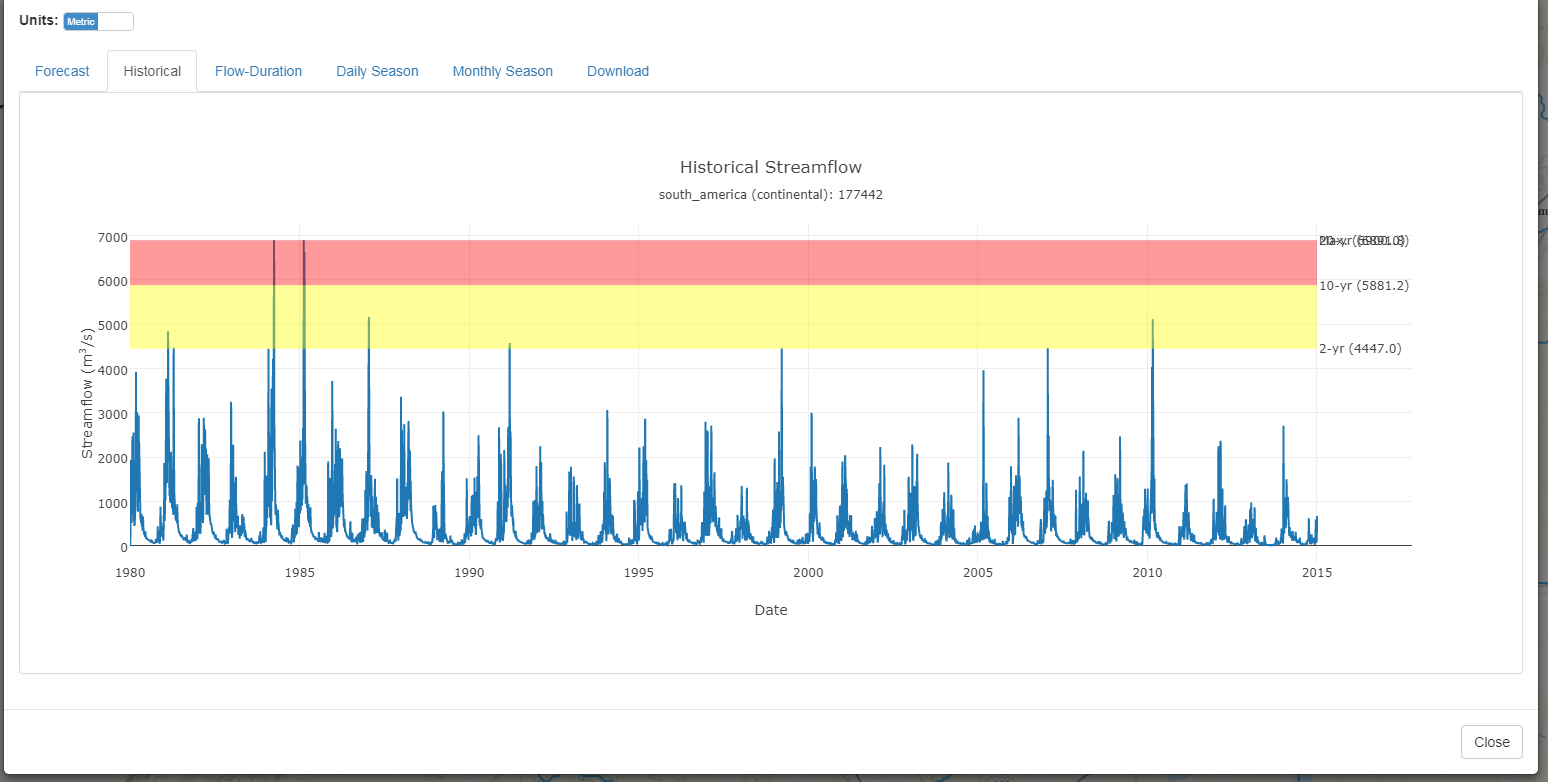 Units: Metric
Forecast Historical Flow-Duration Daily Season Monthly Season Download
Historical Streamflow
south_america (continental): 177442
7000
6000
10-yr (5881.2)
5000
2-yr (4447.0)
4000
3000
2000
1000
0
Streamflow (m³/s)
1980 1985 1990 1995 2000 2005 2010 2015
Date
Close